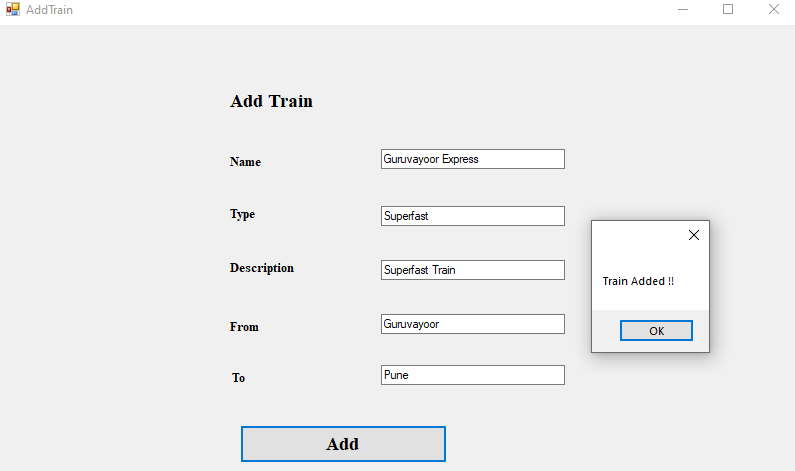 AddTrain
Add Train
Name Guruvayoor Express
Type Superfast
Description Superfast Train
From Guruvayoor
To Pune
Add
Train Added !!
OK